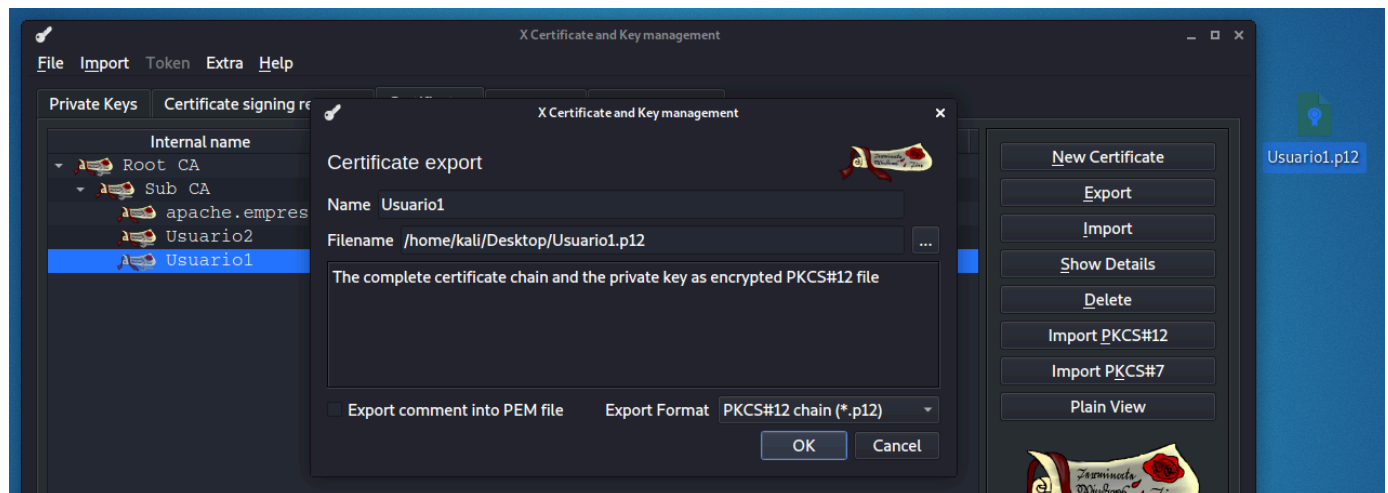 X Certificate and Key management
File Import Token Extra Help
Private Keys
Certificate signing re
Internal name
Root CA
Sub CA
apache.empres
Usuario2
Usuario1
X Certificate and Key management
Certificate export
Name Usuario1
Filename /home/kali/Desktop/Usuario1.p12 ...
The complete certificate chain and the private key as encrypted PKCS#12 file
Export comment into PEM file
Export Format PKCS#12 chain (*.p12)
OK
Cancel
New Certificate
Export
Import
Show Details
Delete
Import PKCS#12
Import PKCS#7
Plain View
Usuario1.p12